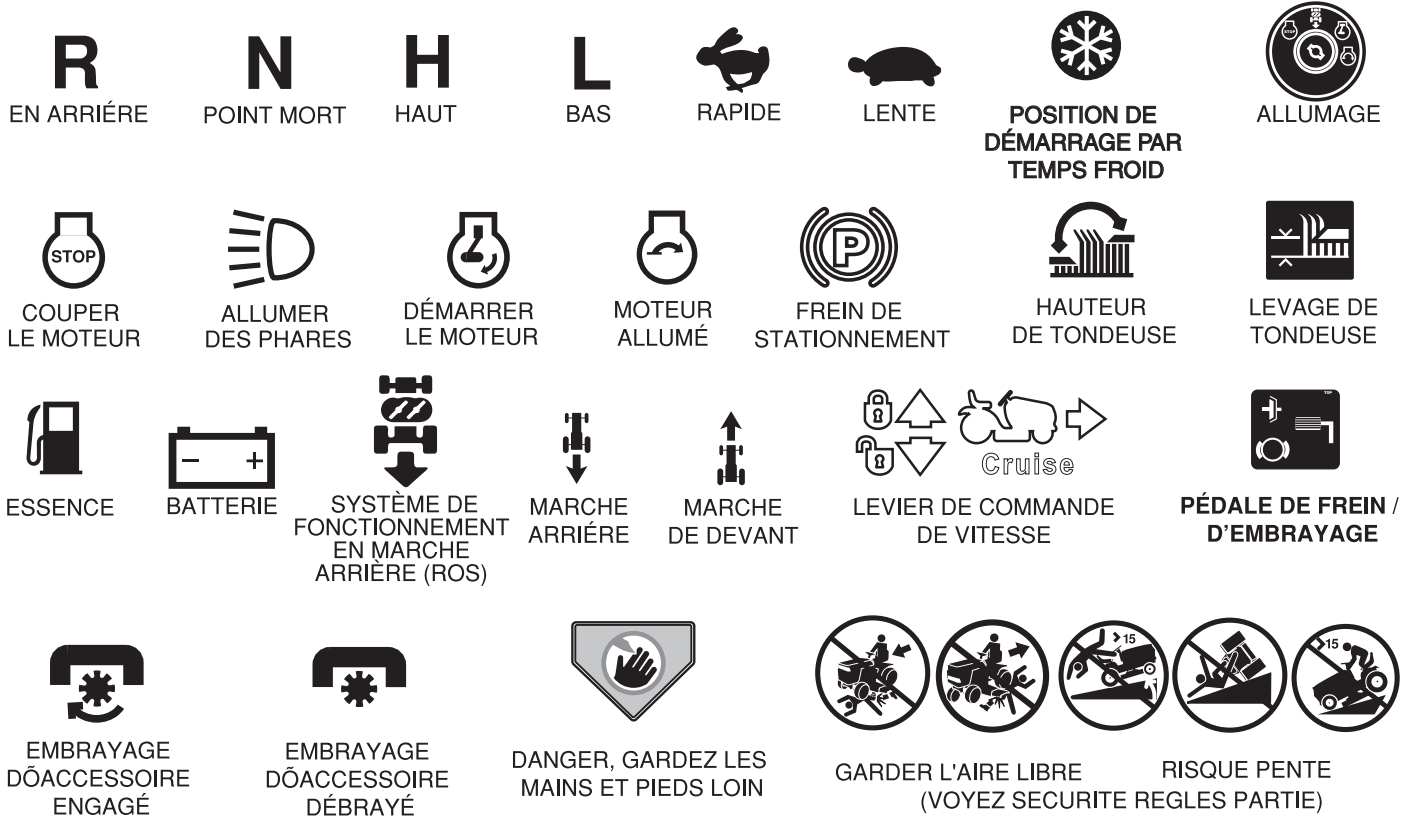 R
EN ARRIÉRE
N
POINT MORT
H
HAUT
L
BAS
RAPIDE
LENTE
POSITION DE
DÉMARRAGE PAR
TEMPS FROID
STOP
ALLUMAGE
STOP
COUPER
LE MOTEUR
ALLUMER
DES PHARES
DÉMARRER
LE MOTEUR
MOTEUR
ALLUMÉ
P
FREIN DE
STATIONNEMENT
HAUTEUR
DE TONDEUSE
LEVAGE DE
TONDEUSE
ESSENCE
- +
BATTERIE
SYSTÈME DE
FONCTIONNEMENT
EN MARCHE
ARRIÈRE (ROS)
MARCHE
ARRIÉRE
MARCHE
DE DEVANT
Cruise
LEVIER DE COMMANDE
DE VITESSE
TOP
PÉDALE DE FREIN /
D'EMBRAYAGE
EMBRAYAGE
DÕACCESSOIRE
ENGAGÉ
EMBRAYAGE
DÕACCESSOIRE
DÉBRAYÉ
DANGER, GARDEZ LES
MAINS ET PIEDS LOIN
15
15
GARDER L'AIRE LIBRE
RISQUE PENTE
(VOYEZ SECURITE REGLES PARTIE)